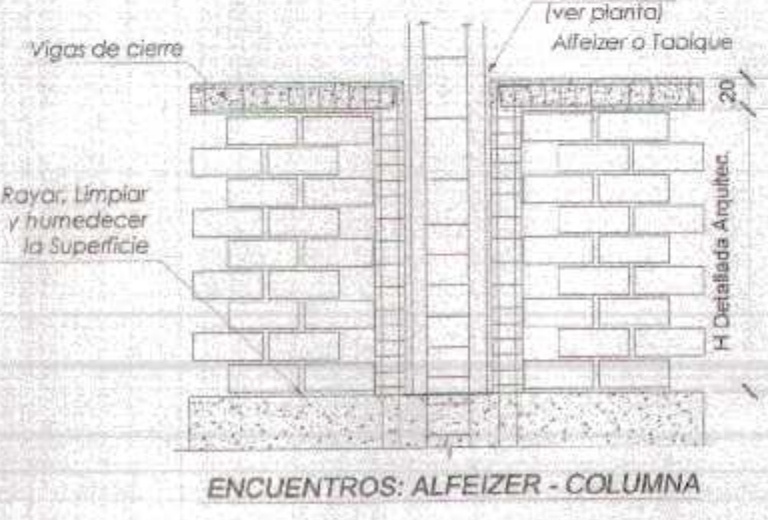 (ver planta)
Alfeizer o Tabique
Vigas de cierre
20
Rayar, Limpiar
y humedecer
la Superficie
H Detallada Arquitec.
ENCUENTROS: ALFEIZER - COLUMNA